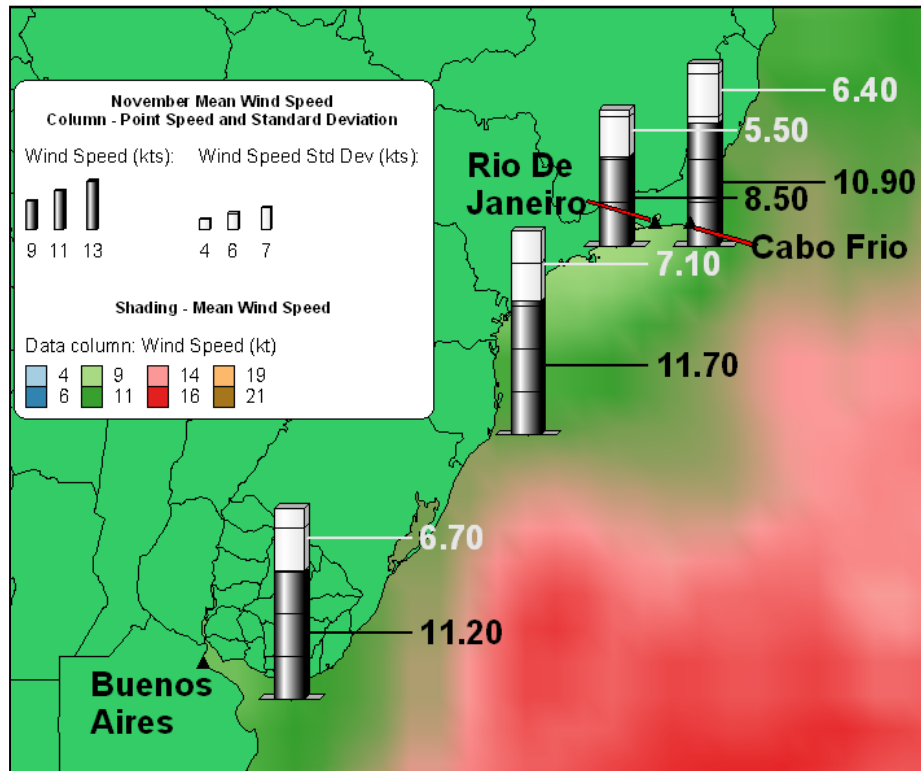 November Mean Wind Speed
Column - Point Speed and Standard Deviation
Wind Speed (kts): Wind Speed Std Dev (kts):
9 11 13 4 6 7
Shading - Mean Wind Speed
Data column: Wind Speed (kt)
4 9 14 19
6 11 16 21
6.40
5.50
Rio De
Janeiro
10.90
8.50
Cabo Frio
7.10
11.70
6.70
11.20
Buenos
Aires